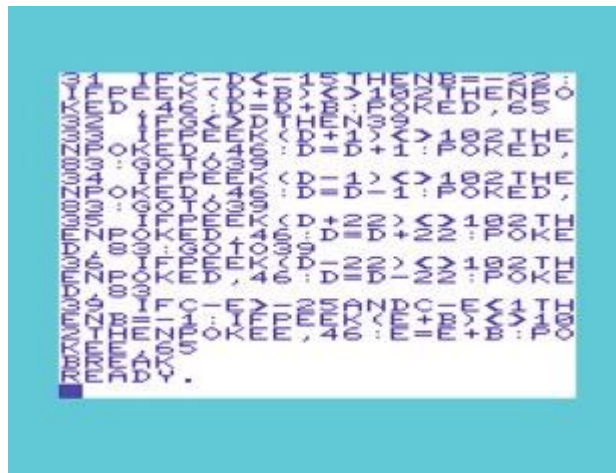 31 IFC-D<-15THENB=-22:
IFPEEK(D+B)<>102THENPO
KED,46:D=D+B:POKED,65
32 IFG<>DTHEN39
33 IFPEEK(D+1)<>102THE
NPOKED,46:D=D+1:POKED,
83:GOTO39
34 IFPEEK(D-1)<>102THE
NPOKED,46:D=D-1:POKED,
83:GOTO39
35 IFPEEK(D+22)<>102TH
ENPOKED,46:D=D+22:POKE
D,83:GOTO39
36 IFPEEK(D-22)<>102TH
ENPOKED,46:D=D-22:POKE
D,83
39 IFC-E>-25ANDC-E<1TH
ENB=-1:IFPEEK(E+B)<>10
2THENPOKEE,46:E=E+B:PO
KEE,65
BREAK
READY.